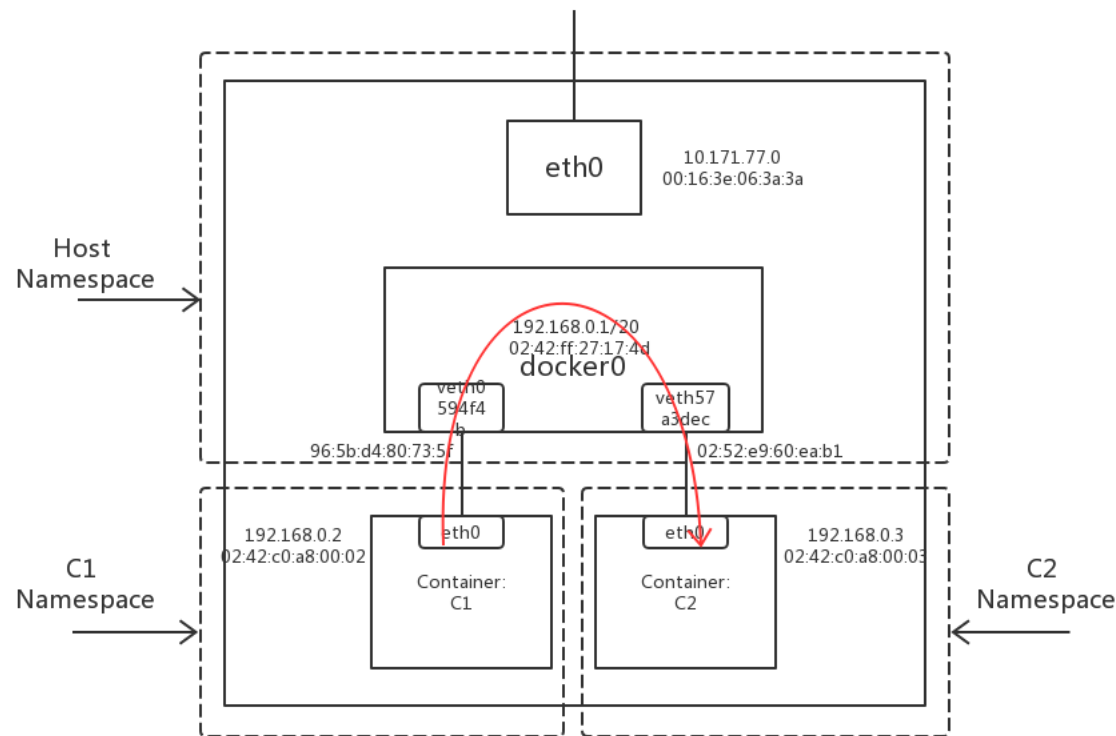 eth0
10.171.77.0
00:16:3e:06:3a:3a
Host
Namespace
192.168.0.1/20
02:42:ff:27:17:4d
docker0
veth0
594f4
b
veth57
a3dec
96:5b:d4:80:73:5f
02:52:e9:60:ea:b1
192.168.0.2
02:42:c0:a8:00:02
eth0
Container:
C1
eth0
Container:
C2
192.168.0.3
02:42:c0:a8:00:03
C1
Namespace
C2
Namespace